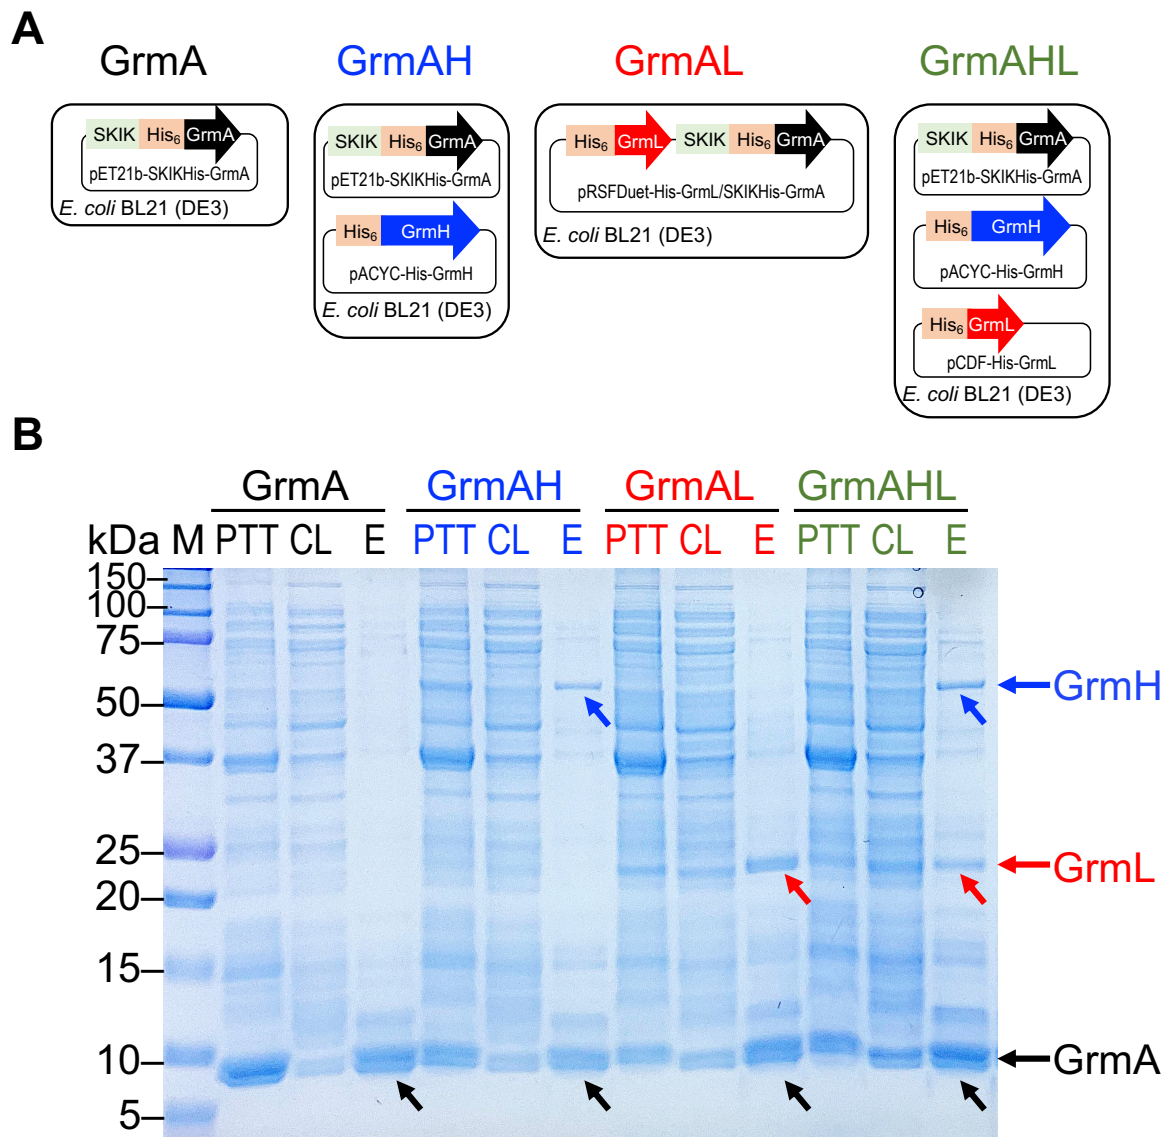 A
GrmA GrmAH GrmAL GrmAHL
SKIK His6 GrmA
pET21b-SKIKHis-GrmA
E. coli BL21 (DE3)
SKIK His6 GrmA
pET21b-SKIKHis-GrmA
His6 GrmH
pACYC-His-GrmH
E. coli BL21 (DE3)
His6 GrmL SKIK His6 GrmA
pRSFDuet-His-GrmL/SKIKHis-GrmA
E. coli BL21 (DE3)
SKIK His6 GrmA
pET21b-SKIKHis-GrmA
His6 GrmH
pACYC-His-GrmH
His6 GrmL
pCDF-His-GrmL
E. coli BL21 (DE3)
B
GrmA GrmAH GrmAL GrmAHL
kDa M PTT CL E PTT CL E PTT CL E PTT CL E
150
100
75
50
37
25
20
15
10
5
GrmH
GrmL
GrmA